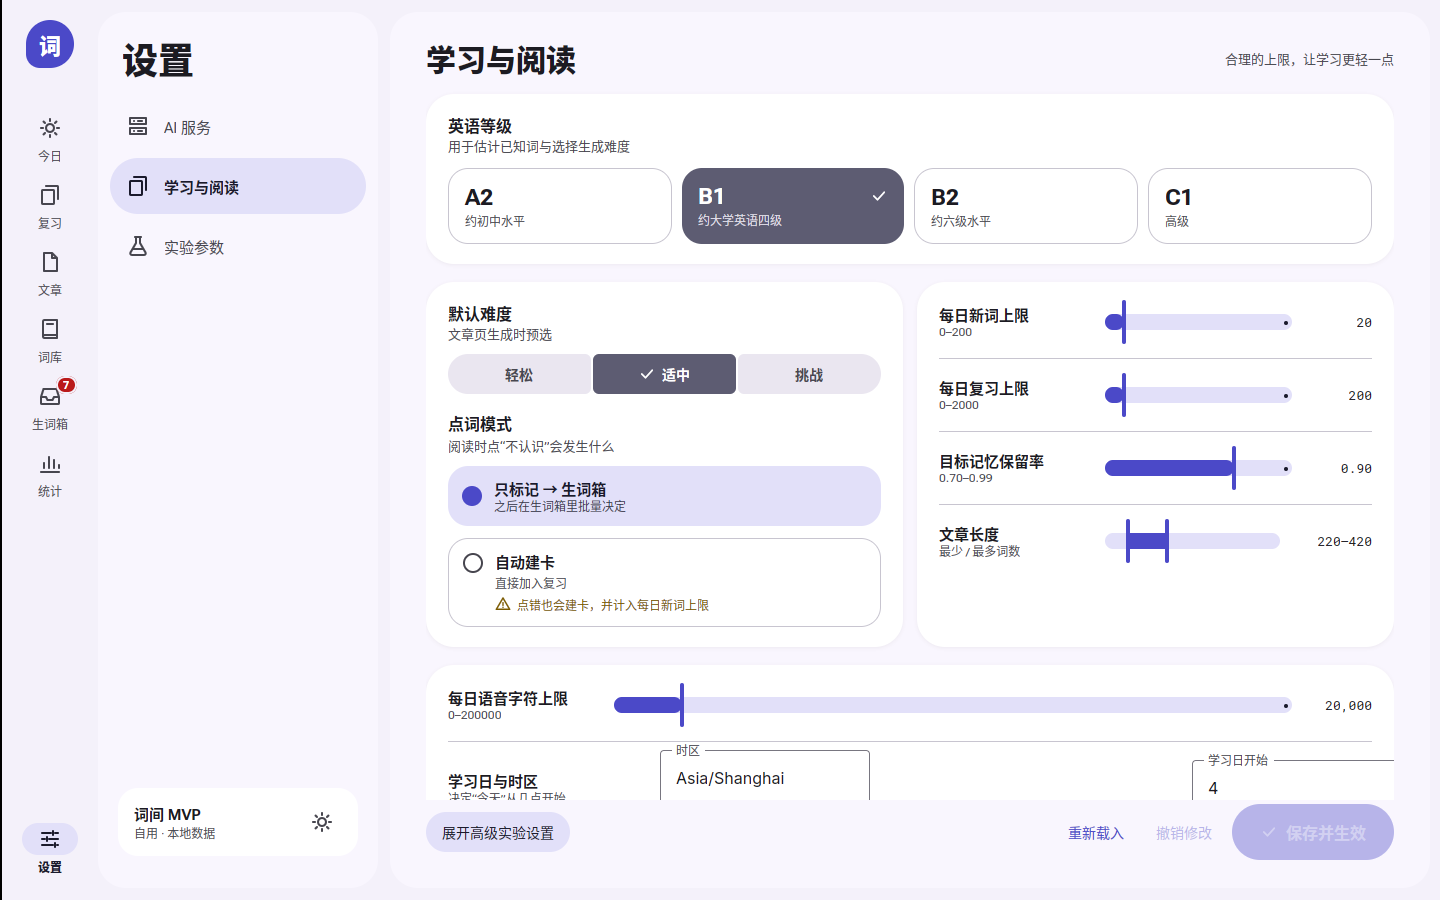 词
今日
复习
文章
词库
7
生词箱
统计
设置
设置
AI 服务
学习与阅读
实验参数
词间 MVP
自用 · 本地数据
学习与阅读
合理的上限，让学习更轻一点
英语等级
用于估计已知词与选择生成难度
A2
约初中水平
B1
约大学英语四级
B2
约六级水平
C1
高级
默认难度
文章页生成时预选
轻松
适中
挑战
点词模式
阅读时点“不认识”会发生什么
只标记 → 生词箱
之后在生词箱里批量决定
自动建卡
直接加入复习
点错也会建卡，并计入每日新词上限
每日新词上限
0–200
20
每日复习上限
0–2000
200
目标记忆保留率
0.70–0.99
0.90
文章长度
最少 / 最多词数
220–420
每日语音字符上限
0–200000
20,000
学习日与时区
决定“今天”从几点开始
时区
Asia/Shanghai
学习日开始
4
展开高级实验设置
重新载入
撤销修改
保存并生效